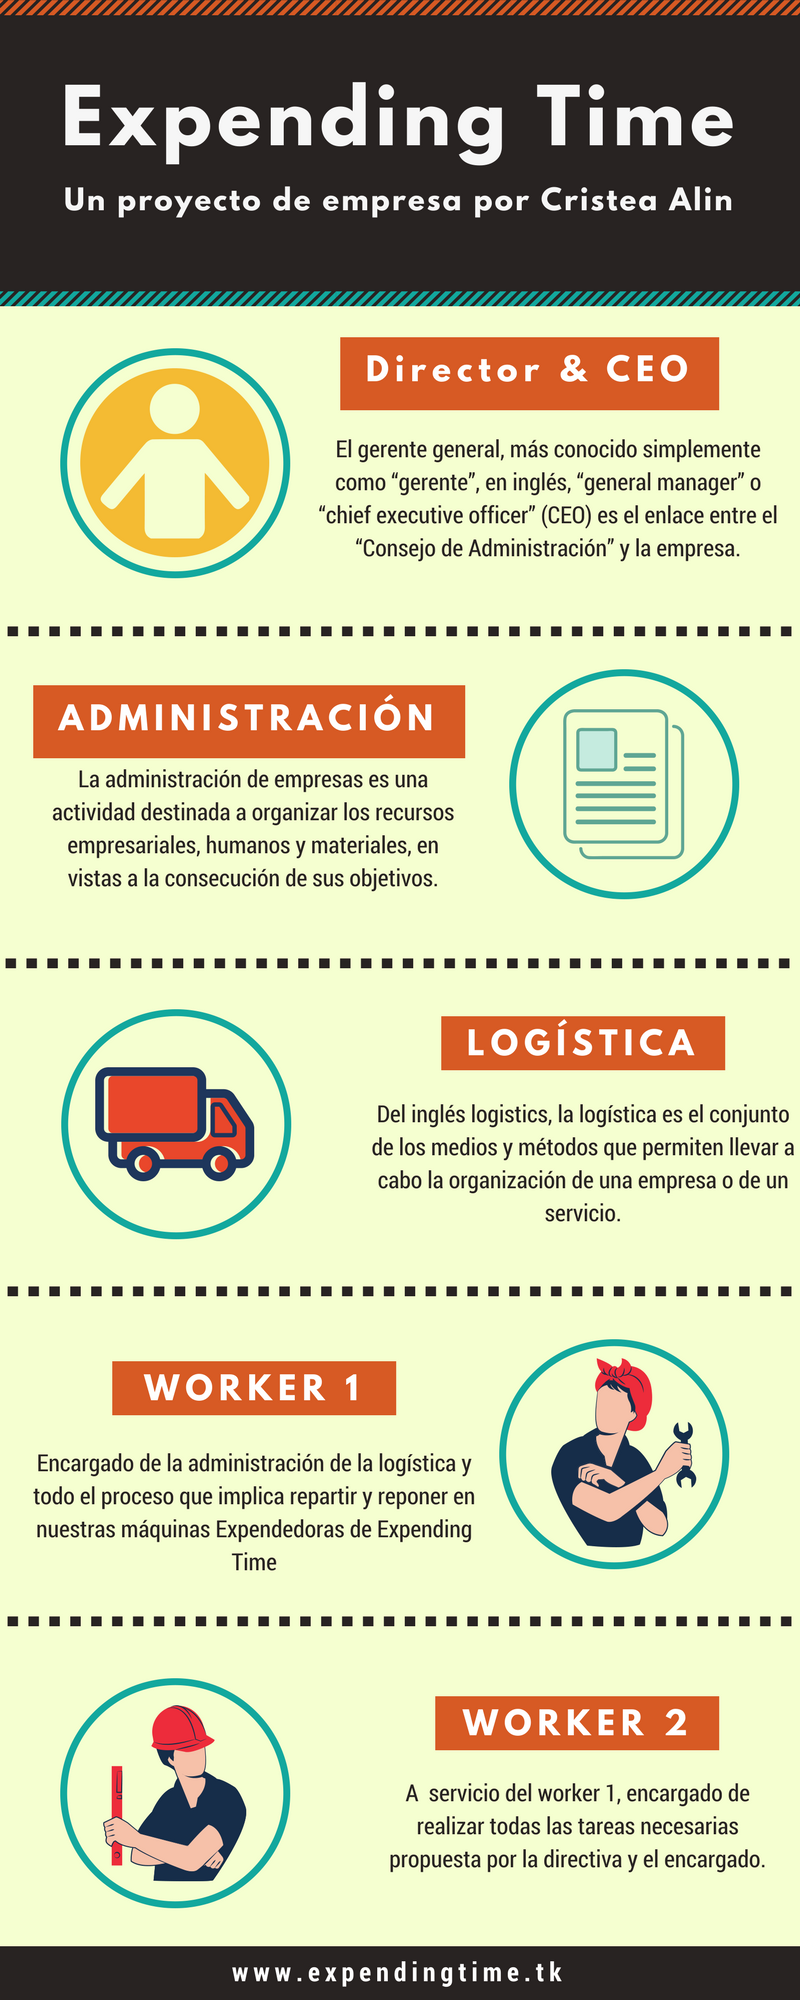 Expending Time
Un proyecto de empresa por Cristea Alin
Director & CEO
El gerente general, más conocido simplemente
como “gerente”, en inglés, “general manager” o
“chief executive officer” (CEO) es el enlace entre el
“Consejo de Administración” y la empresa.
ADMINISTRACIÓN
La administración de empresas es una
actividad destinada a organizar los recursos
empresariales, humanos y materiales, en
vistas a la consecución de sus objetivos.
LOGÍSTICA
Del inglés logistics, la logística es el conjunto
de los medios y métodos que permiten llevar a
cabo la organización de una empresa o de un
servicio.
WORKER 1
Encargado de la administración de la logística y
todo el proceso que implica repartir y reponer en
nuestras máquinas Expendedoras de Expending
Time
WORKER 2
A  servicio del worker 1, encargado de
realizar todas las tareas necesarias
propuesta por la directiva y el encargado.
www.expendingtime.tk